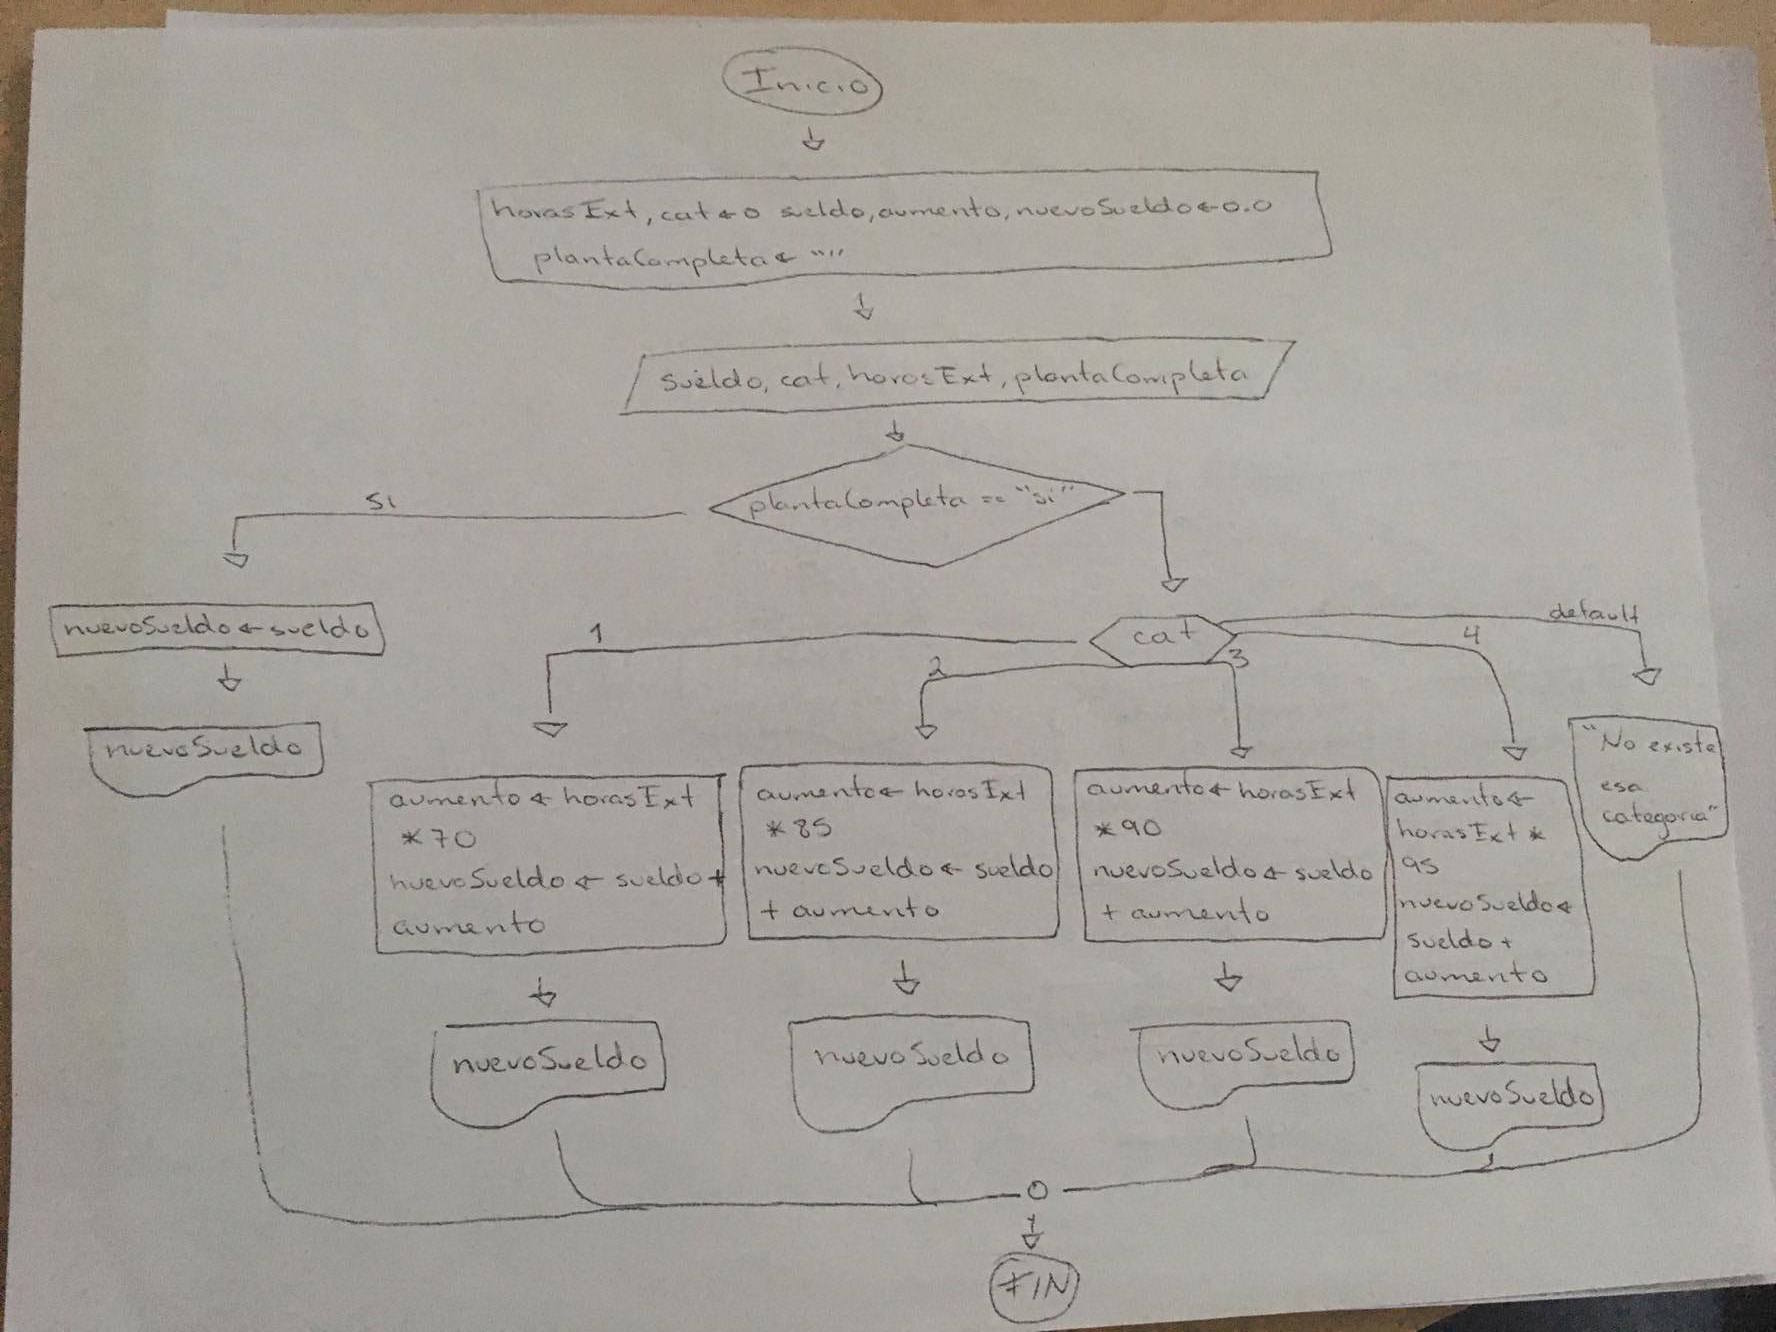 Inicio
horasExt, cat ← 0 sueldo, aumento, nuevoSueldo ← 0.0
plantaCompleta ← ""
sueldo, cat, horasExt, plantaCompleta
plantaCompleta == "si"
si
nuevoSueldo ← sueldo
nuevoSueldo
cat
1
2
3
4
default
aumento ← horasExt
* 70
nuevoSueldo ← sueldo +
aumento
nuevoSueldo
aumento ← horasExt
* 85
nuevoSueldo ← sueldo
+ aumento
nuevoSueldo
aumento ← horasExt
* 90
nuevoSueldo ← sueldo
+ aumento
nuevoSueldo
aumento ←
horasExt *
95
nuevoSueldo ←
sueldo +
aumento
nuevoSueldo
"No existe
esa
categoria"
FIN